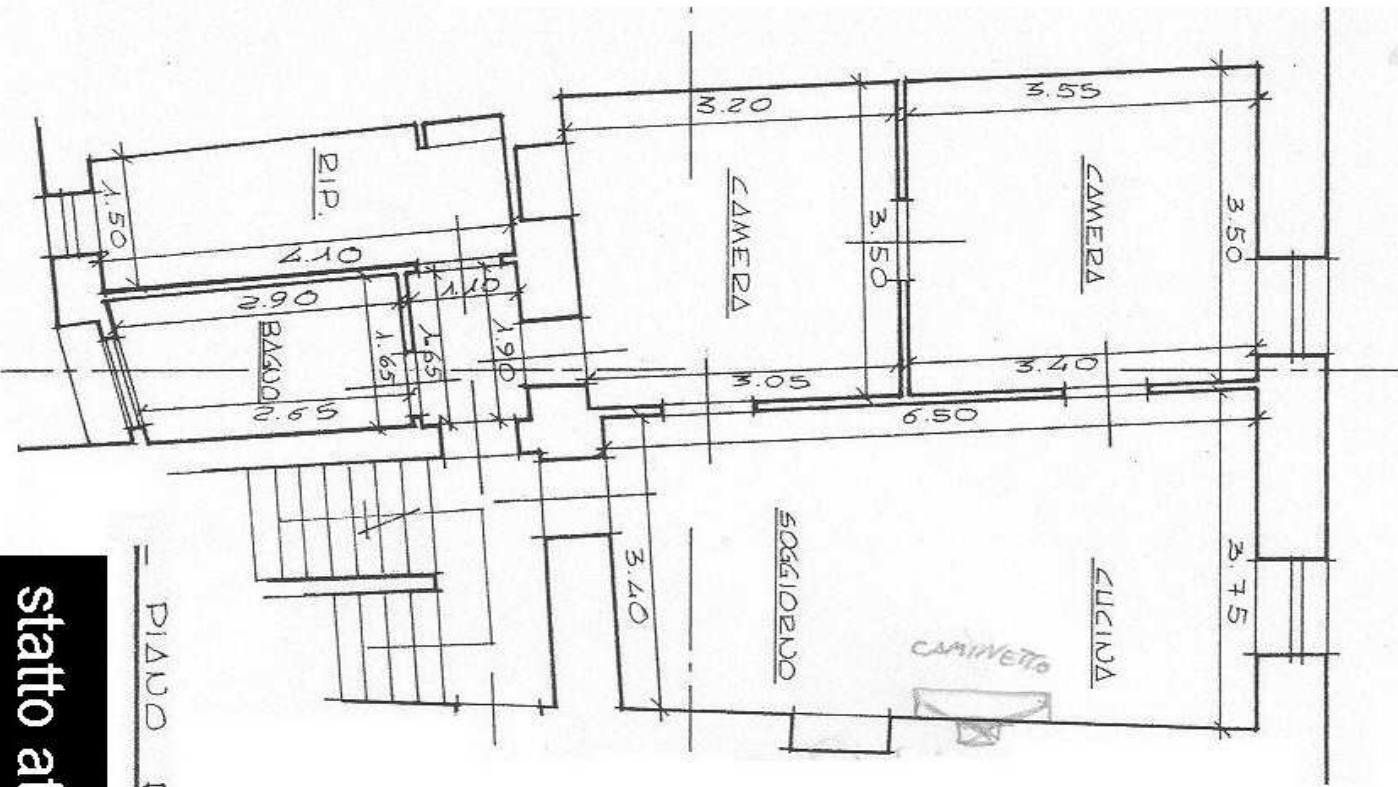 3.20
3.55
CAMERA
3.50
CAMERA
3.50
RIP.
1.50
4.10
1.10
2.90
BAGNO
1.65
1.65
1.90
2.65
3.05
3.40
6.50
SOGGIORNO
3.40
CUCINA
3.75
CAMINETTO
PIANO
statto at